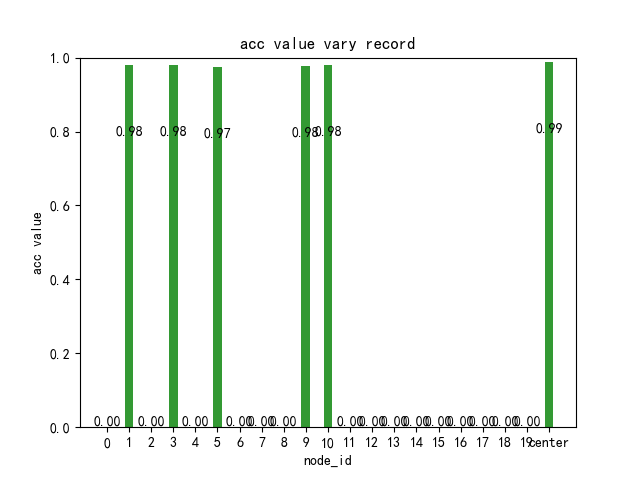 acc value vary record
1.0
0.8
0.6
0.4
0.2
0.0
acc value
0.98 0.98 0.97 0.98 0.98 0.99
0.00 0.00 0.00 0.00 0.00 0.00 0.00 0.00 0.00 0.00 0.00 0.00 0.00 0.00 0.00
0 1 2 3 4 5 6 7 8 9 10 11 12 13 14 15 16 17 18 19 center
node_id